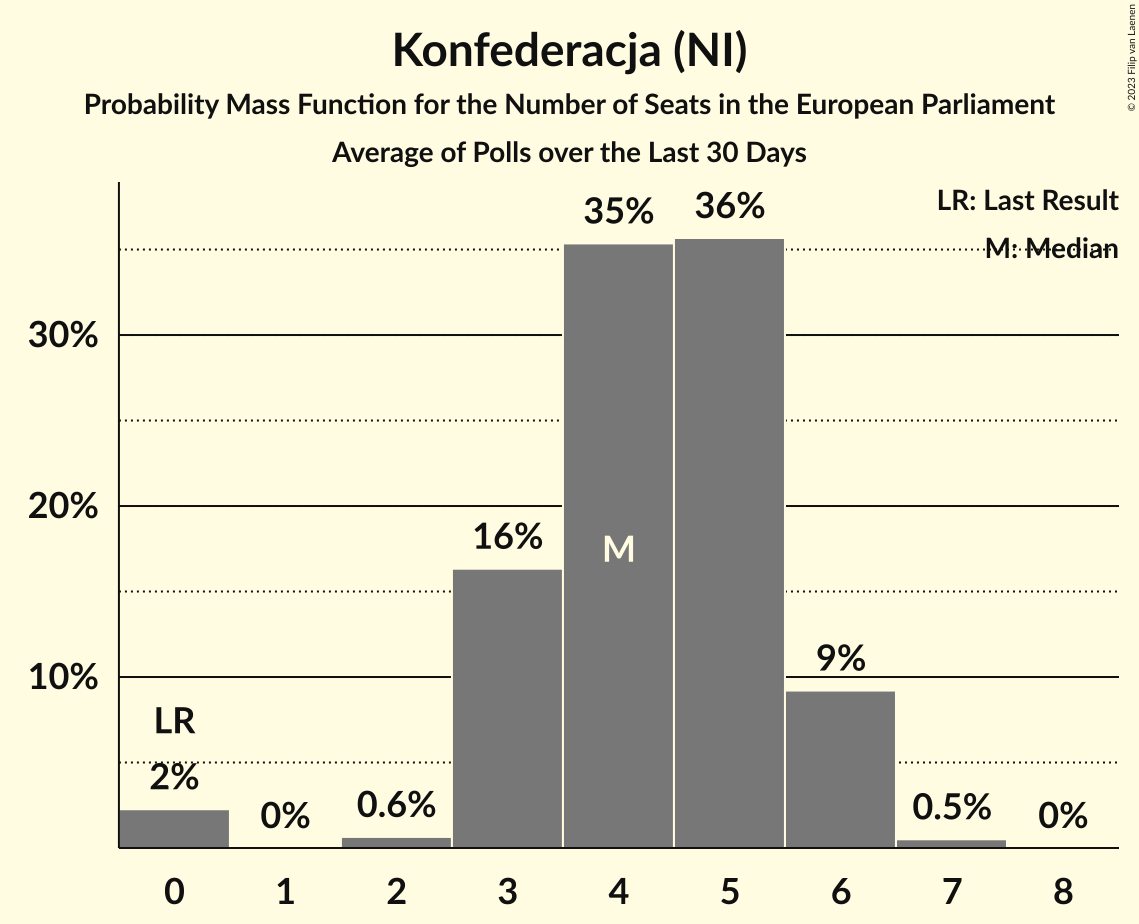 Konfederacja (NI)
Probability Mass Function for the Number of Seats in the European Parliament
Average of Polls over the Last 30 Days
© 2023 Filip van Laenen
LR: Last Result
M: Median
35%
36%
30%
20%
16%
M
10%
9%
LR
2%
0%
0.6%
0.5%
0%
0 1 2 3 4 5 6 7 8